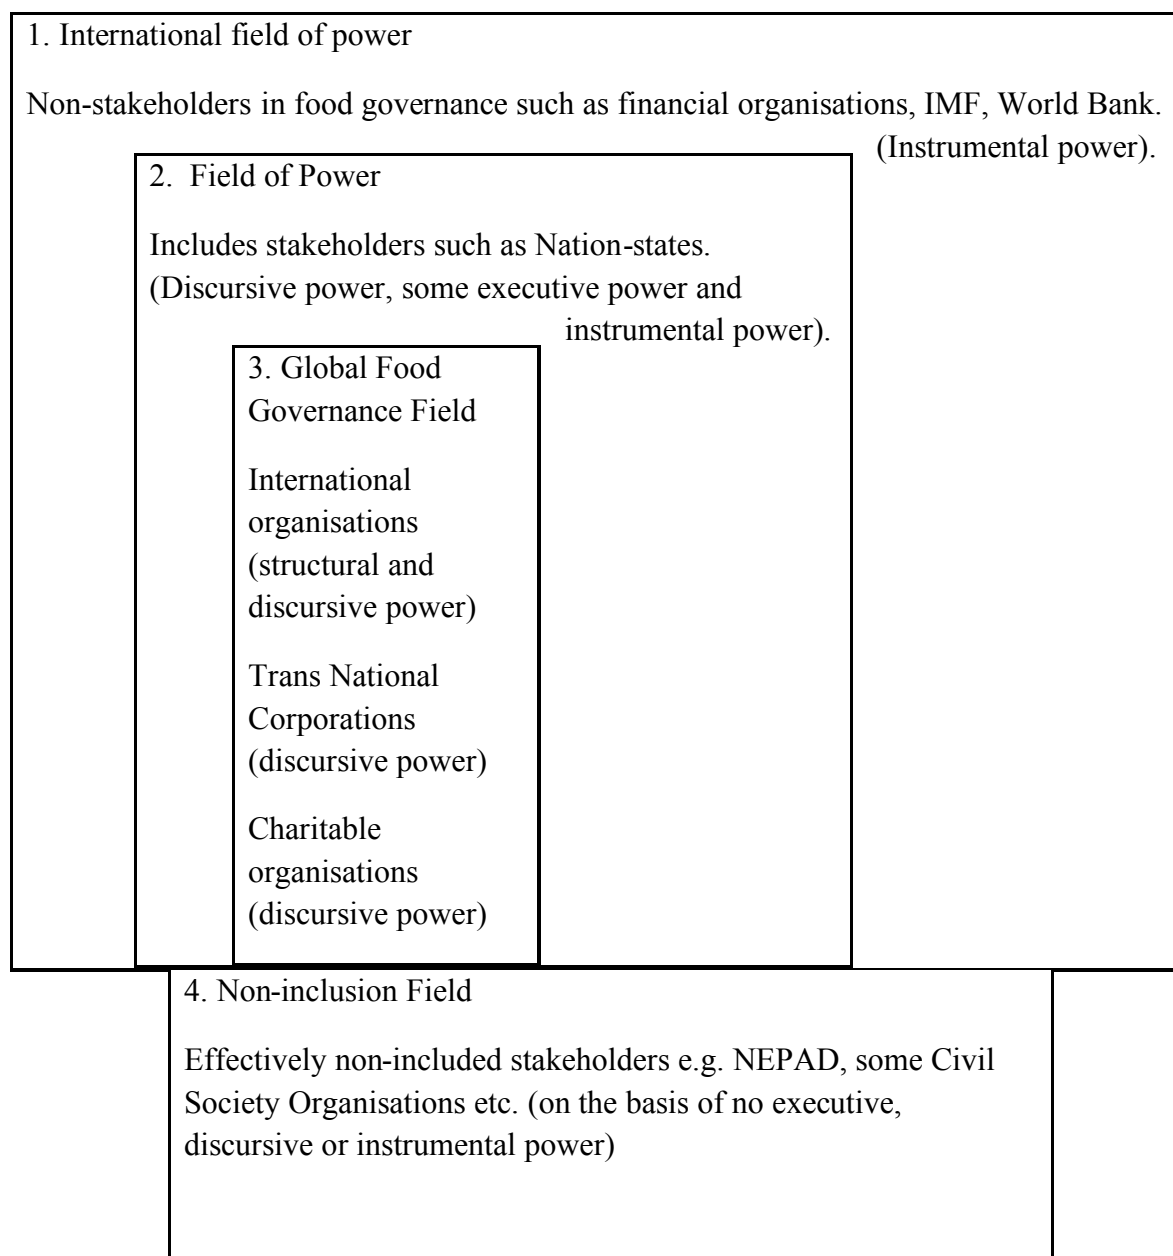 1. International field of power
Non-stakeholders in food governance such as financial organisations, IMF, World Bank.
(Instrumental power).
2. Field of Power
Includes stakeholders such as Nation-states.
(Discursive power, some executive power and
instrumental power).
3. Global Food
Governance Field
International
organisations
(structural and
discursive power)
Trans National
Corporations
(discursive power)
Charitable
organisations
(discursive power)
4. Non-inclusion Field
Effectively non-included stakeholders e.g. NEPAD, some Civil
Society Organisations etc. (on the basis of no executive,
discursive or instrumental power)